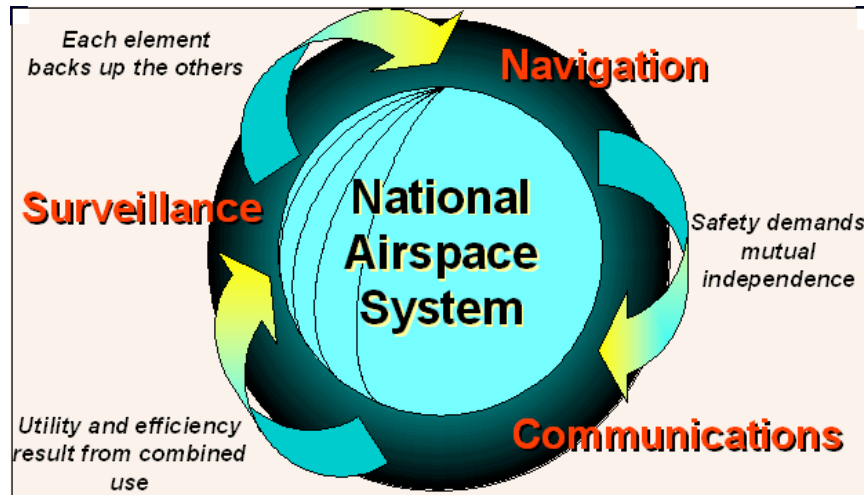 Each element
backs up the others
Navigation
Surveillance
National
Airspace
System
Safety demands
mutual
independence
Utility and efficiency
result from combined
use
Communications